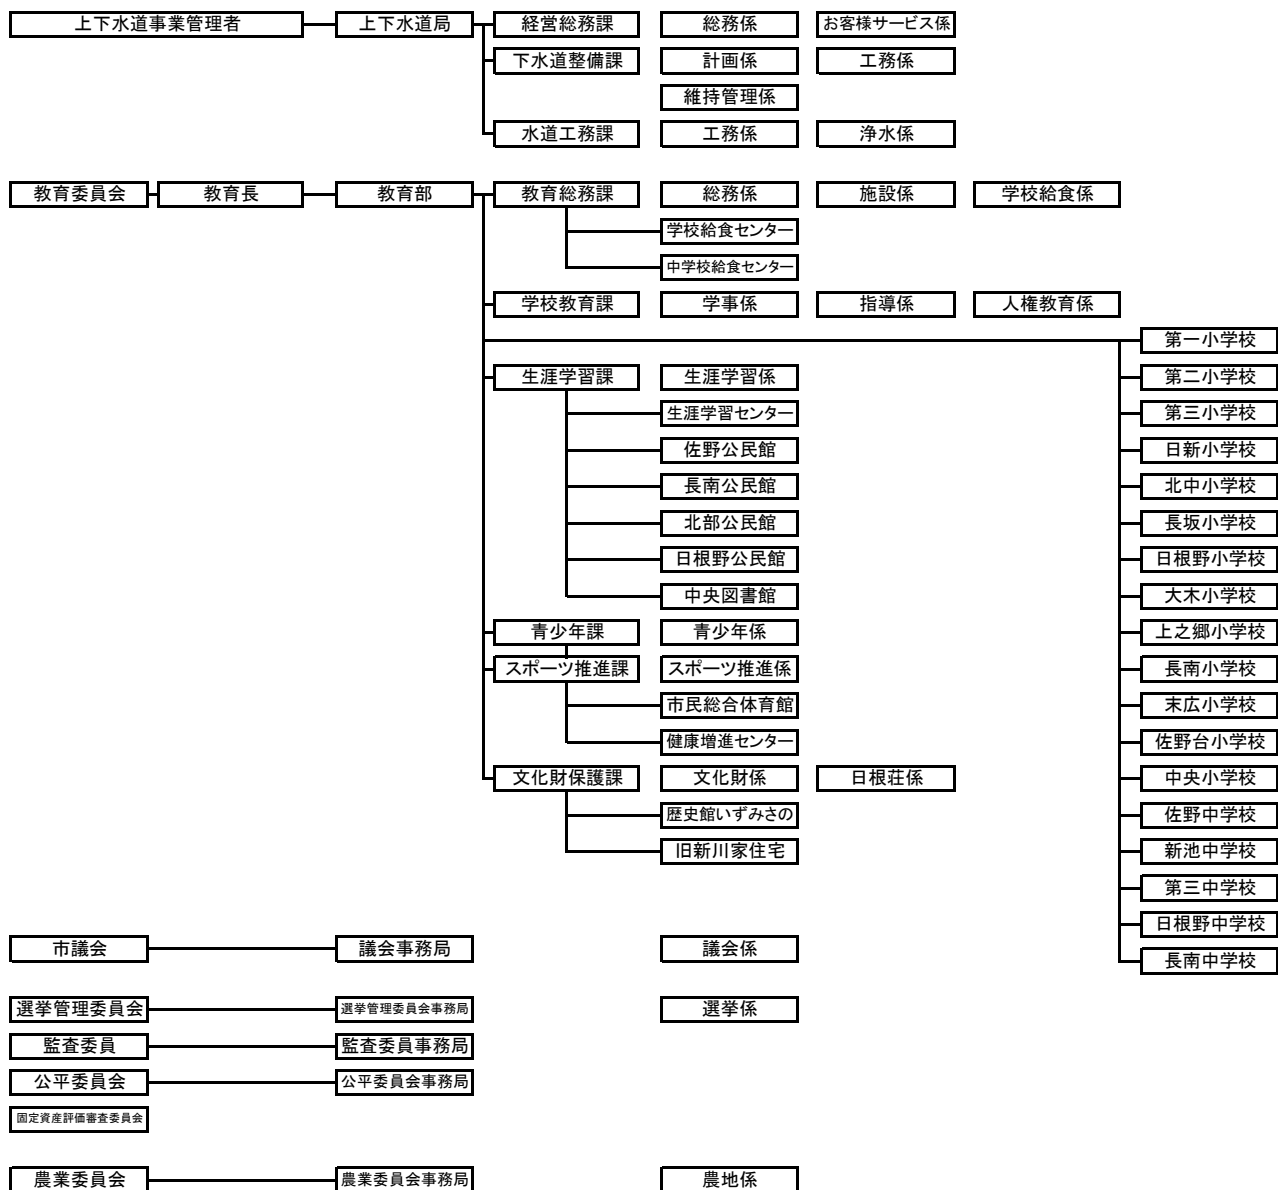 上下水道事業管理者 上下水道局 経営総務課 総務係 お客様サービス係
下水道整備課 計画係 工務係
維持管理係
水道工務課 工務係 浄水係
教育委員会 教育長 教育部 教育総務課 総務係 施設係 学校給食係
学校給食センター
中学校給食センター
学校教育課 学事係 指導係 人権教育係
第一小学校
生涯学習課 生涯学習係 第二小学校
生涯学習センター 第三小学校
佐野公民館 日新小学校
長南公民館 北中小学校
北部公民館 長坂小学校
日根野公民館 日根野小学校
中央図書館 大木小学校
青少年課 青少年係 上之郷小学校
スポーツ推進課 スポーツ推進係 長南小学校
市民総合体育館 末広小学校
健康増進センター 佐野台小学校
文化財保護課 文化財係 日根荘係 中央小学校
歴史館いずみさの 佐野中学校
旧新川家住宅 新池中学校
第三中学校
日根野中学校
市議会 議会事務局 議会係
長南中学校
選挙管理委員会 選挙管理委員会事務局 選挙係
監査委員 監査委員事務局
公平委員会 公平委員会事務局
固定資産評価審査委員会
農業委員会 農業委員会事務局 農地係